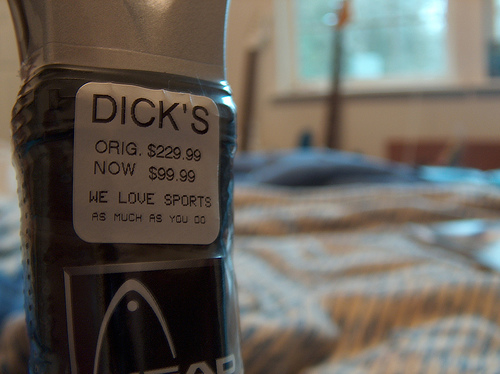 DICK'S
ORIG. $229.99
NOW $99.99
WE LOVE SPORTS
AS MUCH AS YOU DO